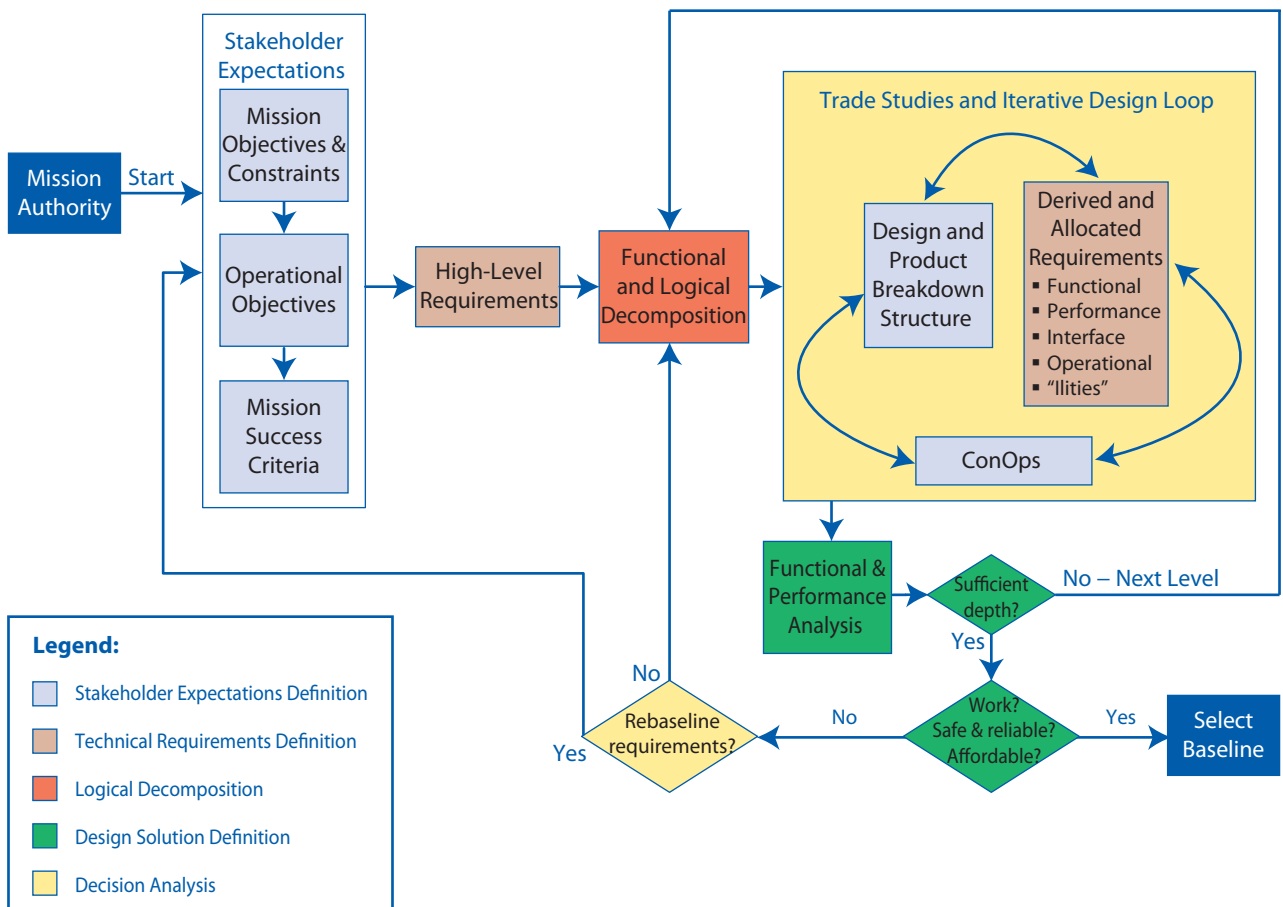 Stakeholder
Expectations
Mission
Objectives &
Constraints
Mission
Authority
Start
Operational
Objectives
Mission
Success
Criteria
High-Level
Requirements
Functional
and Logical
Decomposition
Trade Studies and Iterative Design Loop
Design and
Product
Breakdown
Structure
Derived and
Allocated
Requirements
▪ Functional
▪ Performance
▪ Interface
▪ Operational
▪ “Ilities”
ConOps
Functional &
Performance
Analysis
Sufficient
depth?
No – Next Level
Yes
Work?
Safe & reliable?
Affordable?
Yes
Select
Baseline
No
Rebaseline
requirements?
No
Yes
Legend:
Stakeholder Expectations Definition
Technical Requirements Definition
Logical Decomposition
Design Solution Definition
Decision Analysis